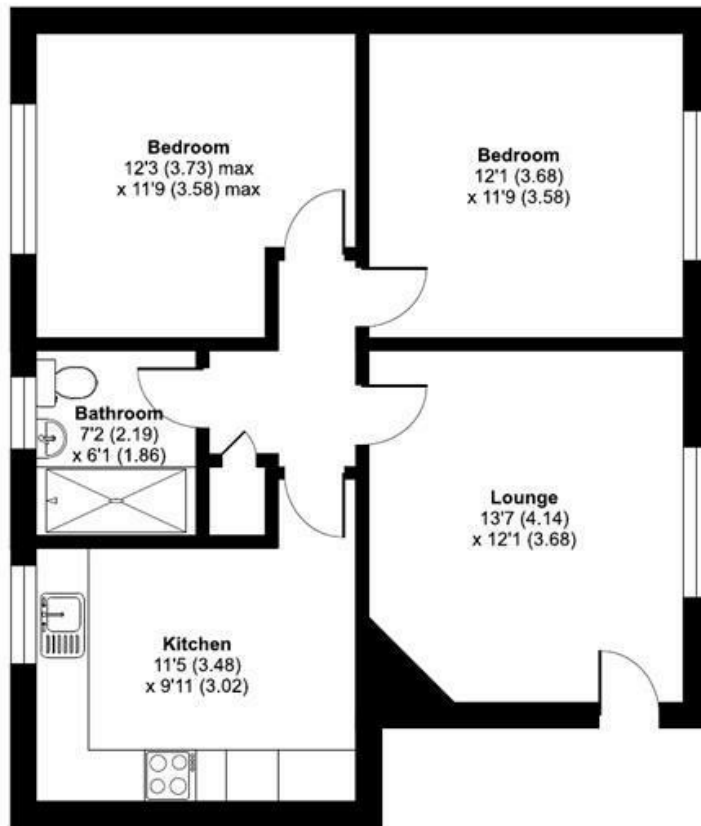 Bedroom
12'3 (3.73) max
x 11'9 (3.58) max
Bedroom
12'1 (3.68)
x 11'9 (3.58)
Bathroom
7'2 (2.19)
x 6'1 (1.86)
Lounge
13'7 (4.14)
x 12'1 (3.68)
Kitchen
11'5 (3.48)
x 9'11 (3.02)